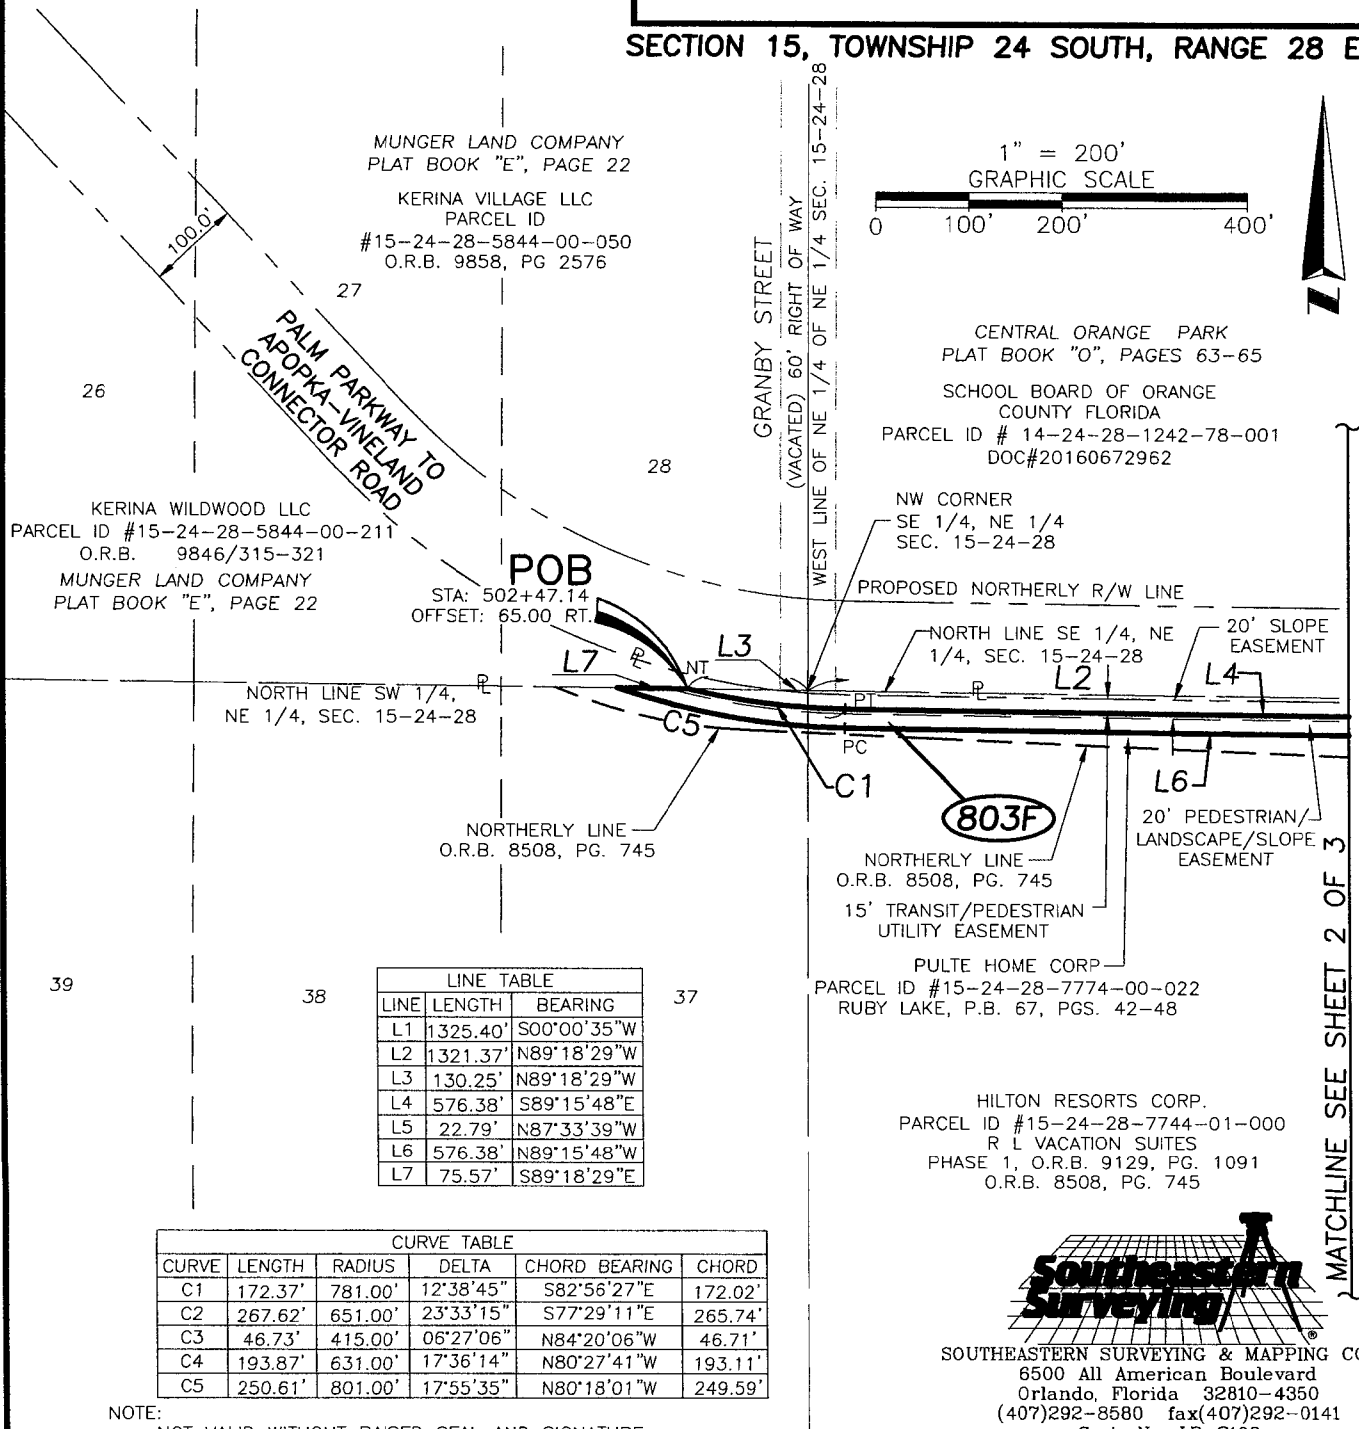 SECTION 15, TOWNSHIP 24 SOUTH, RANGE 28 E
MUNGER LAND COMPANY
PLAT BOOK "E", PAGE 22
KERINA VILLAGE LLC
PARCEL ID
#15-24-28-5844-00-050
O.R.B. 9858, PG 2576
1" = 200'
GRAPHIC SCALE
0 100' 200' 400'
100.0'
27
26
28
PALM PARKWAY TO
APOPKA-VINELAND
CONNECTOR ROAD
GRANBY STREET
(VACATED) 60' RIGHT OF WAY
WEST LINE OF NE 1/4 OF NE 1/4 SEC. 15-24-28
CENTRAL ORANGE PARK
PLAT BOOK "O", PAGES 63-65
SCHOOL BOARD OF ORANGE
COUNTY FLORIDA
PARCEL ID # 14-24-28-1242-78-001
DOC#20160672962
NW CORNER
SE 1/4, NE 1/4
SEC. 15-24-28
KERINA WILDWOOD LLC
PARCEL ID #15-24-28-5844-00-211
O.R.B. 9846/315-321
MUNGER LAND COMPANY
PLAT BOOK "E", PAGE 22
POB
STA: 502+47.14
OFFSET: 65.00 RT.
PROPOSED NORTHERLY R/W LINE
NORTH LINE SE 1/4, NE
1/4, SEC. 15-24-28
20' SLOPE
EASEMENT
L7
NT
L3
L2
L4
PL
PL
PL
PT
PC
NORTH LINE SW 1/4,
NE 1/4, SEC. 15-24-28
C5
C1
L6
803F
NORTHERLY LINE
O.R.B. 8508, PG. 745
20' PEDESTRIAN/
LANDSCAPE/SLOPE
EASEMENT
NORTHERLY LINE
O.R.B. 8508, PG. 745
15' TRANSIT/PEDESTRIAN
UTILITY EASEMENT
PULTE HOME CORP
PARCEL ID #15-24-28-7774-00-022
RUBY LAKE, P.B. 67, PGS. 42-48
MATCHLINE SEE SHEET 2 OF 3
39
38
37
LINE TABLE
LINE LENGTH BEARING
L1 1325.40' S00°00'35"W
L2 1321.37' N89°18'29"W
L3 130.25' N89°18'29"W
L4 576.38' S89°15'48"E
L5 22.79' N87°33'39"W
L6 576.38' N89°15'48"W
L7 75.57' S89°18'29"E
HILTON RESORTS CORP.
PARCEL ID #15-24-28-7744-01-000
R L VACATION SUITES
PHASE 1, O.R.B. 9129, PG. 1091
O.R.B. 8508, PG. 745
CURVE TABLE
CURVE LENGTH RADIUS DELTA CHORD BEARING CHORD
C1 172.37' 781.00' 12°38'45" S82°56'27"E 172.02'
C2 267.62' 651.00' 23°33'15" S77°29'11"E 265.74'
C3 46.73' 415.00' 06°27'06" N84°20'06"W 46.71'
C4 193.87' 631.00' 17°36'14" N80°27'41"W 193.11'
C5 250.61' 801.00' 17°55'35" N80°18'01"W 249.59'
Southeastern
Surveying
®
SOUTHEASTERN SURVEYING & MAPPING CO
6500 All American Boulevard
Orlando, Florida 32810-4350
(407)292-8580 fax(407)292-0141
NOTE:
NOT VALID WITHOUT RAISED SEAL AND SIGNATURE